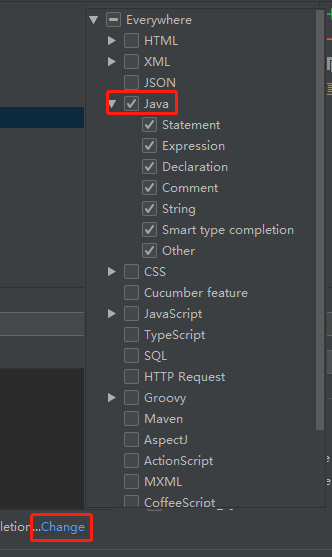 Everywhere
HTML
XML
JSON
Java
Statement
Expression
Declaration
Comment
String
Smart type completion
Other
CSS
Cucumber feature
JavaScript
TypeScript
SQL
HTTP Request
Groovy
Maven
AspectJ
ActionScript
MXML
CoffeeScript
letion...Change